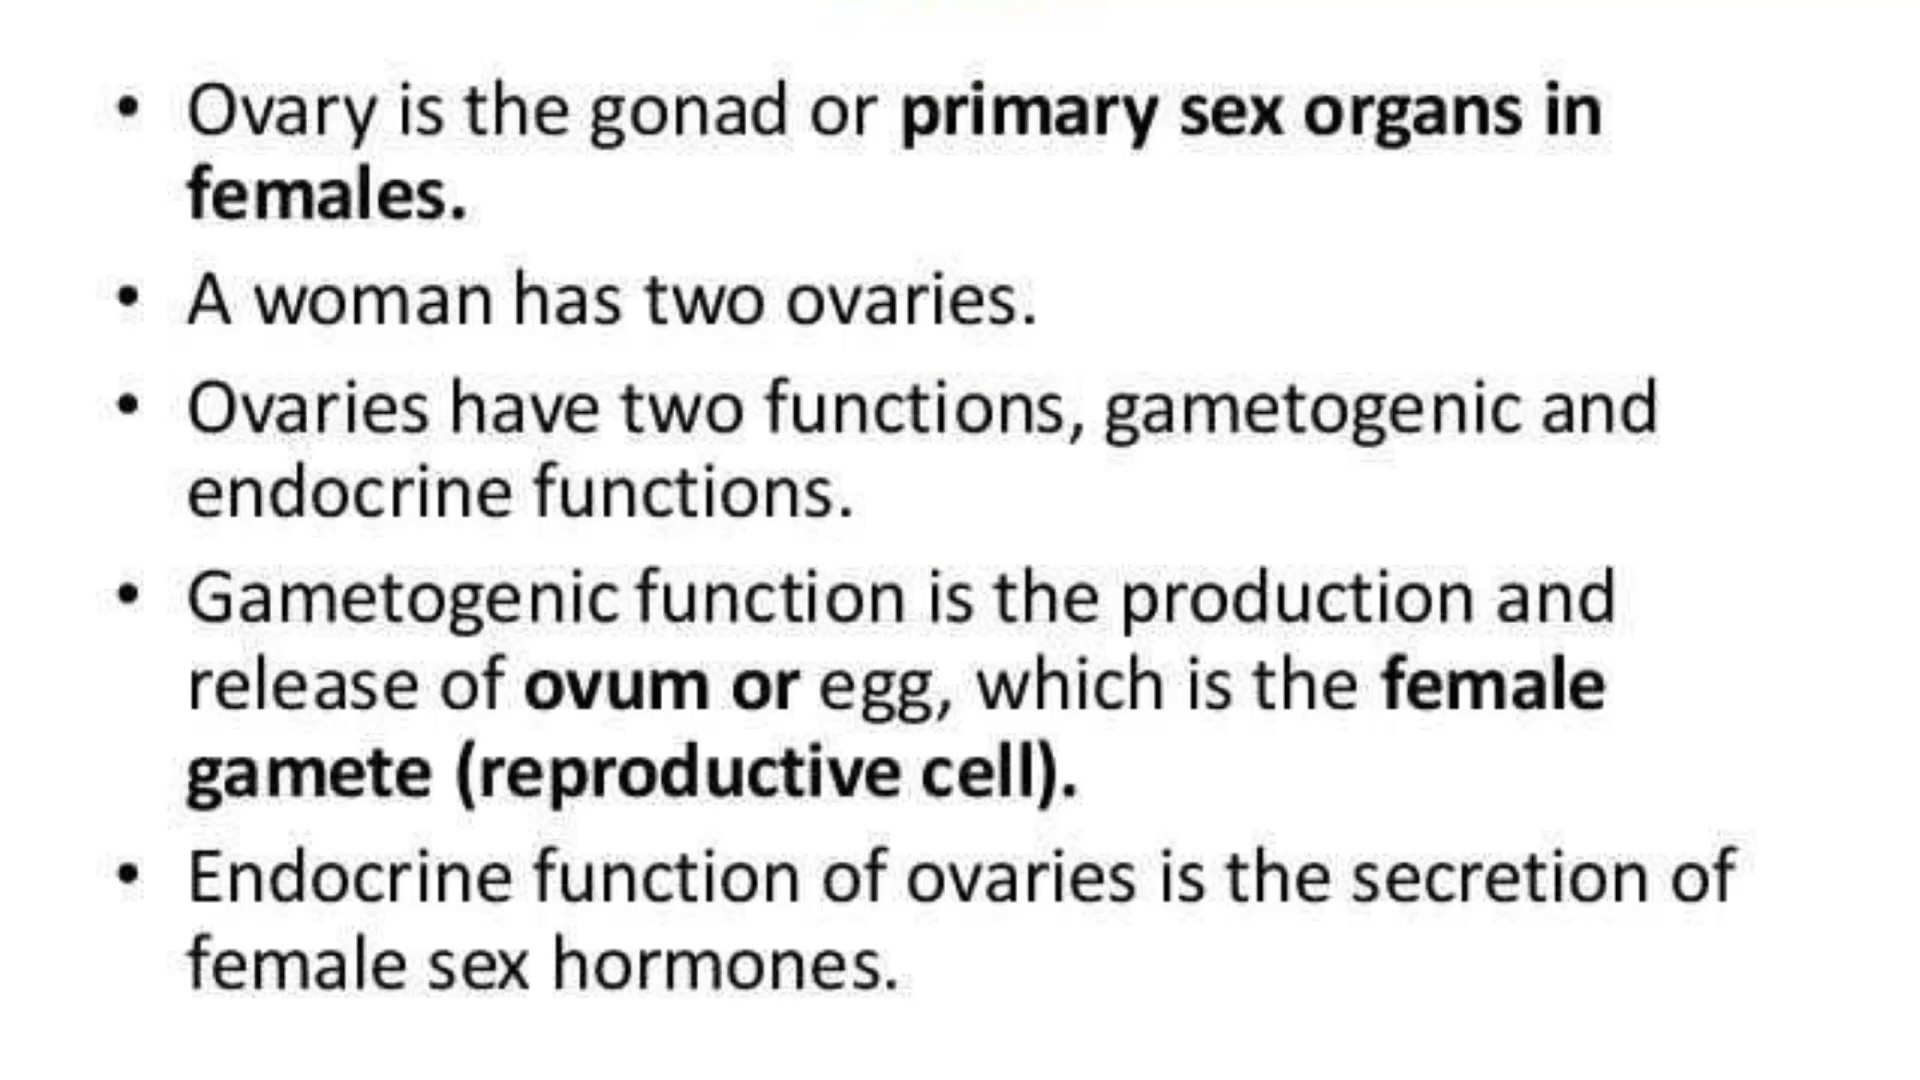 • Ovary is the gonad or primary sex organs in
females.
• A woman has two ovaries.
• Ovaries have two functions, gametogenic and
endocrine functions.
• Gametogenic function is the production and
release of ovum or egg, which is the female
gamete (reproductive cell).
• Endocrine function of ovaries is the secretion of
female sex hormones.